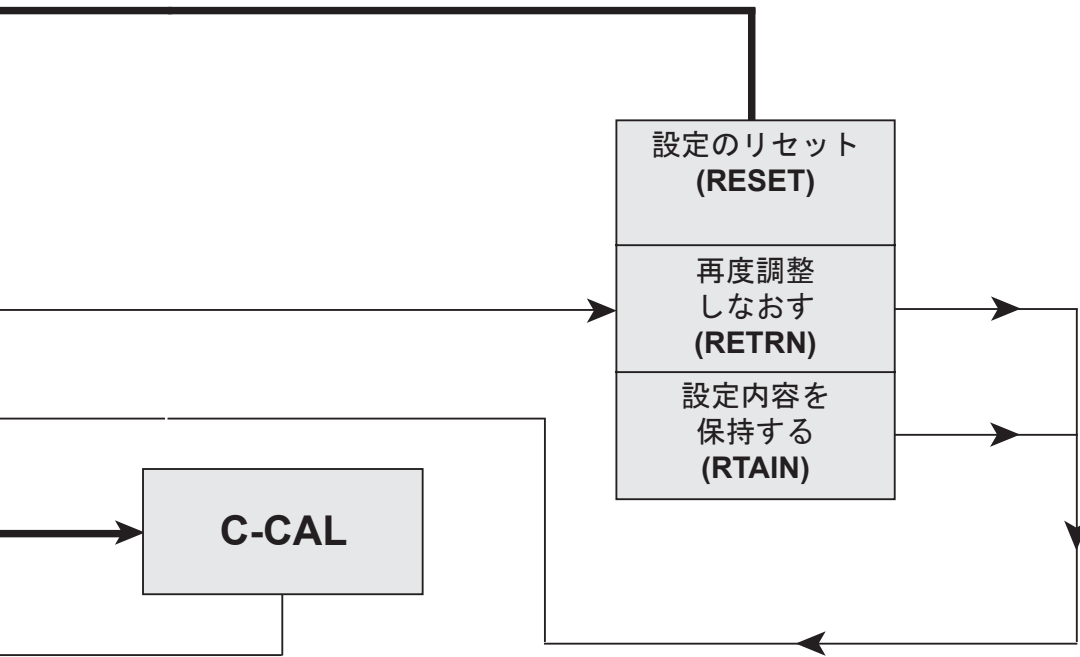 設定のリセット
(RESET)
再度調整
しなおす
(RETRN)
設定内容を
保持する
(RTAIN)
C-CAL